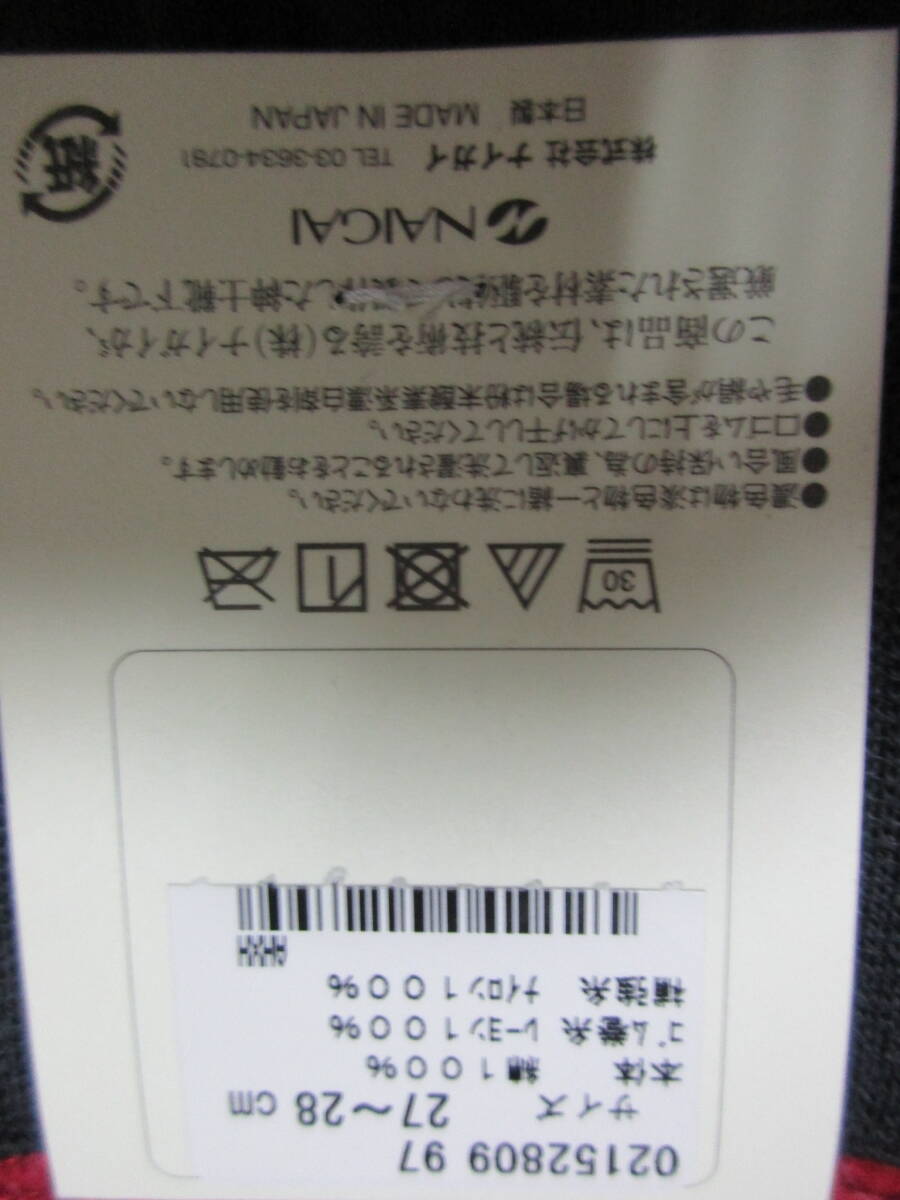 02152809 97
サイズ 27～28 cm
本体 綿100%
ゴム巻糸 レーヨン100%
補強糸 ナイロン100%
30
●濃色物は淡色物と一緒に洗わないでください。
●風合い保持の為、裏返して洗濯されることをお勧めします。
●口ゴムを上にしてかげ干ししてください。
●毛や絹が含まれる場合は粉末酸素系漂白剤を使用しないでください。
この商品は、伝統と技術を誇る(株)ナイガイが、
厳選された素材を駆使した紳士靴下です。
NAIGAI
株式会社 ナイガイ TEL 03-3634-0791
日本製 MADE IN JAPAN
紙